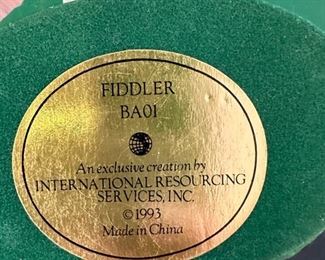 FIDDLER
BA01
An exclusive creation by
INTERNATIONAL RESOURCING
SERVICES, INC.
©1993
Made in China